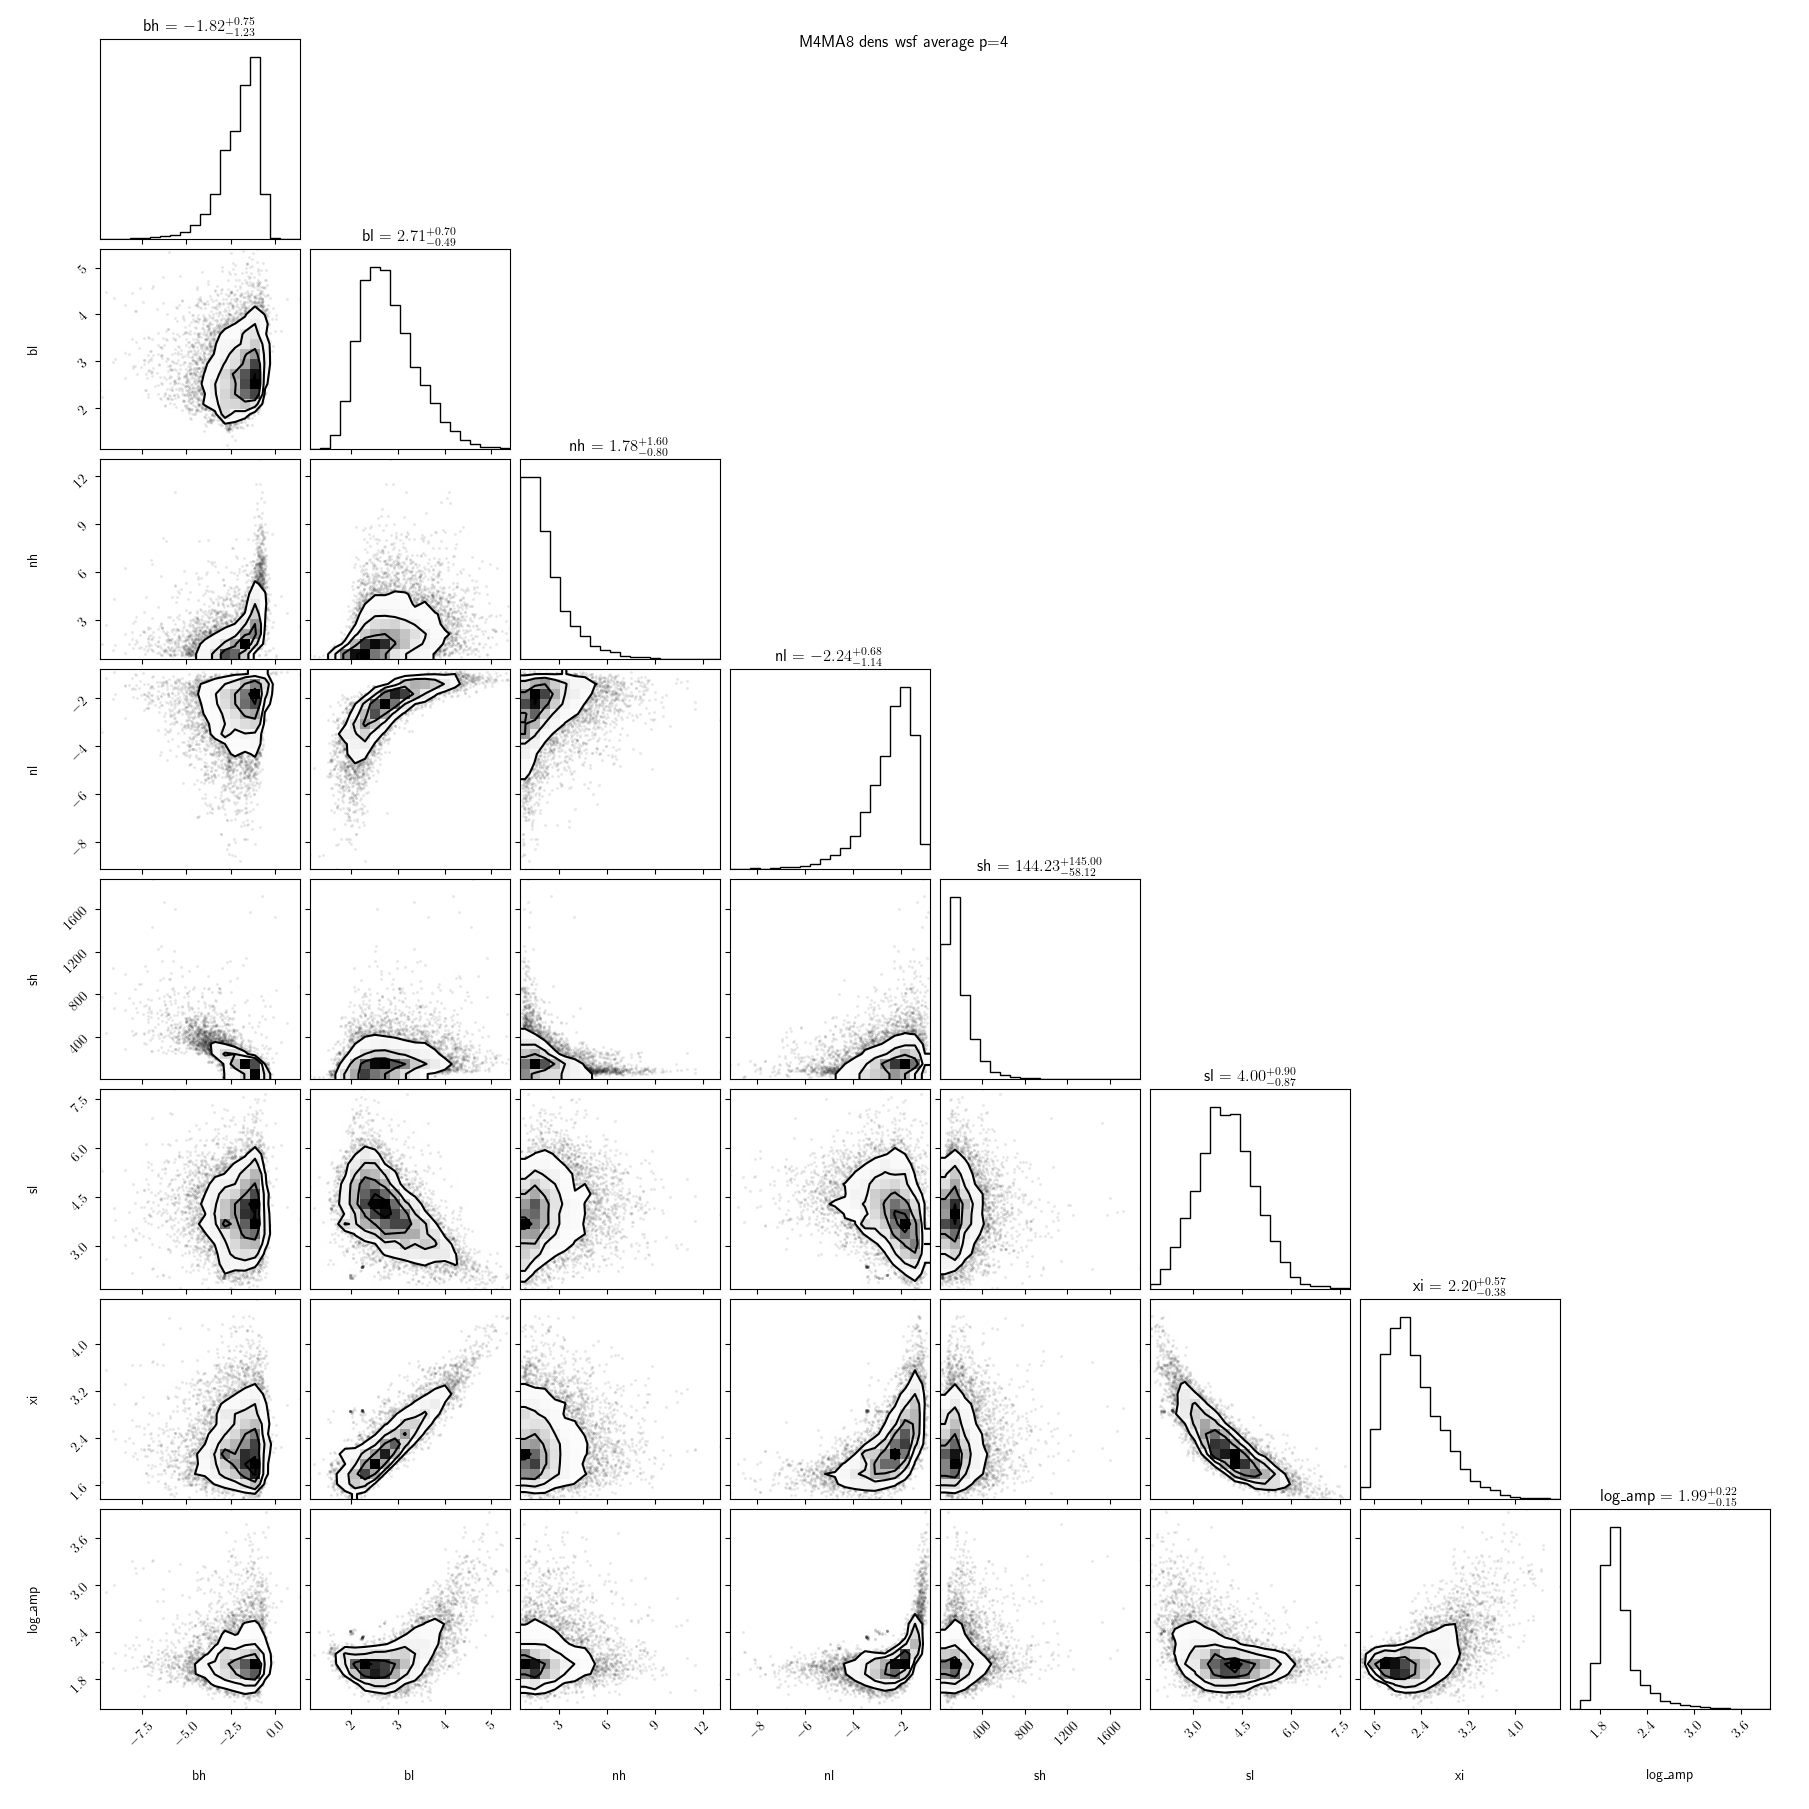 bh = −1.82+0.75−1.23
M4MA8 dens wsf average p=4
bl = 2.71+0.70−0.49
5
4
3
2
bl
nh = 1.78+1.60−0.80
12
9
6
3
nh
nl = −2.24+0.68−1.14
−2
−4
−6
−8
nl
sh = 144.23+145.00−58.12
1600
1200
800
400
sh
sl = 4.00+0.90−0.87
7.5
6.0
4.5
3.0
sl
xi = 2.20+0.57−0.38
4.0
3.2
2.4
1.6
xi
log_amp = 1.99+0.22−0.15
3.6
3.0
2.4
1.8
log_amp
−7.5 −5.0 −2.5 0.0 2 3 4 5 3 6 9 12 −8 −6 −4 −2 400 800 1200 1600 3.0 4.5 6.0 7.5 1.6 2.4 3.2 4.0 1.8 2.4 3.0 3.6
bh bl nh nl sh sl xi log_amp